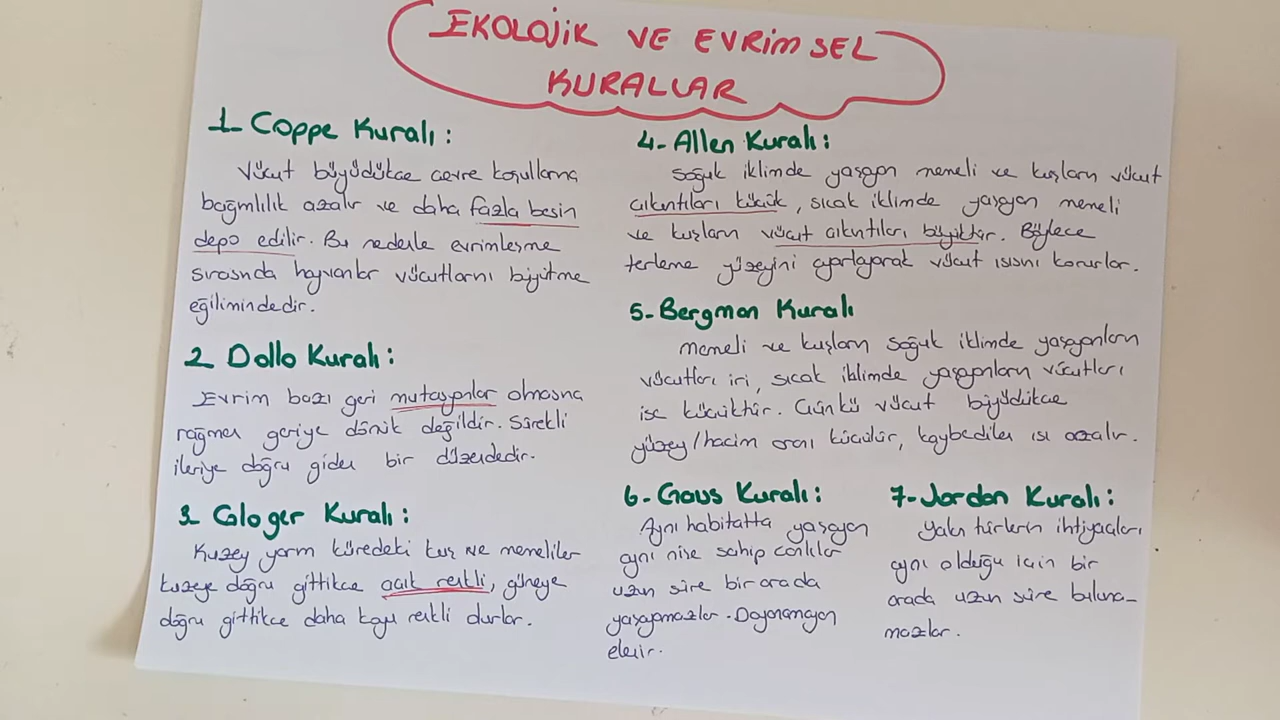 EKOLOJİK VE EVRİMSEL
KURALLAR
1- Coppe Kuralı:
Vücut büyüdükçe çevre koşullarına
bağımlılık azalır ve daha fazla besin
depo edilir. Bu nedenle evrimleşme
sırasında hayvanlar vücutlarını büyütme
eğilimindedir.
2- Dollo Kuralı:
Evrim bazı geri mutasyonlar olmasına
rağmen geriye dönük değildir. Sürekli
ileriye doğru giden bir düzendedir.
3- Gloger Kuralı:
Kuzey yarım küredeki kuş ve memeliler
kuzeye doğru gittikçe açık renkli, güneye
doğru gittikçe daha koyu renkli olurlar.
4- Allen Kuralı:
Soğuk iklimde yaşayan memeli ve kuşların vücut
çıkıntıları küçük, sıcak iklimde yaşayan memeli
ve kuşların vücut çıkıntıları büyüktür. Böylece
terleme yüzeyini ayarlayarak vücut ısısını korurlar.
5- Bergman Kuralı
Memeli ve kuşların soğuk iklimde yaşayanların
vücutları iri, sıcak iklimde yaşayanların vücutları
ise küçüktür. Çünkü vücut büyüdükçe
yüzey/hacim oranı küçülür, kaybedilen ısı azalır.
6- Gaus Kuralı:
Aynı habitatta yaşayan
aynı nişe sahip canlılar
uzun süre bir arada
yaşayamazlar. Dayanamayan
elenir.
7- Jordan Kuralı:
Yakın türlerin ihtiyaçları
aynı olduğu için bir
arada uzun süre buluna-
mazlar.